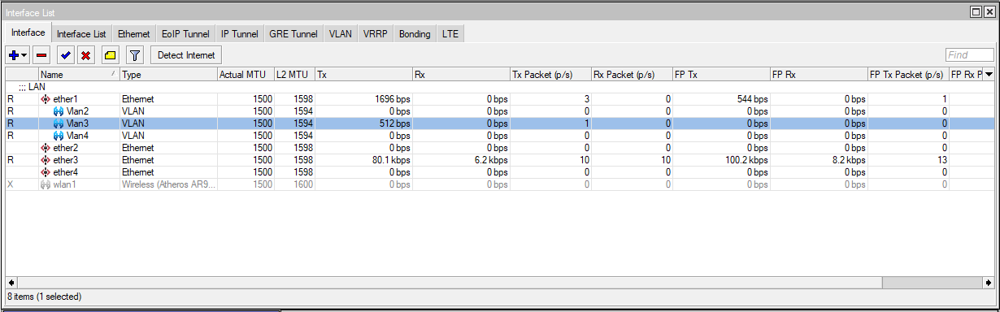 Interface List
Interface Interface List Ethernet EoIP Tunnel IP Tunnel GRE Tunnel VLAN VRRP Bonding LTE
Detect Internet Find
Name / Type Actual MTU L2 MTU Tx Rx Tx Packet (p/s) Rx Packet (p/s) FP Tx FP Rx FP Tx Packet (p/s) FP Rx P
;;; LAN
R ether1 Ethernet 1500 1598 1696 bps 0 bps 3 0 544 bps 0 bps 1
R Vlan2 VLAN 1500 1594 0 bps 0 bps 0 0 0 bps 0 bps 0
R Vlan3 VLAN 1500 1594 512 bps 0 bps 1 0 0 bps 0 bps 0
R Vlan4 VLAN 1500 1594 0 bps 0 bps 0 0 0 bps 0 bps 0
ether2 Ethernet 1500 1598 0 bps 0 bps 0 0 0 bps 0 bps 0
R ether3 Ethernet 1500 1598 80.1 kbps 6.2 kbps 10 10 100.2 kbps 8.2 kbps 13
ether4 Ethernet 1500 1598 0 bps 0 bps 0 0 0 bps 0 bps 0
X wlan1 Wireless (Atheros AR9... 1500 1600 0 bps 0 bps 0 0 0 bps 0 bps 0
8 items (1 selected)